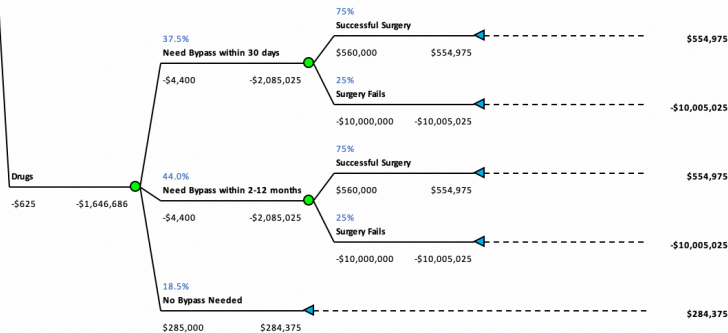 75%
Successful Surgery
$554,975
37.5%
Need Bypass within 30 days
$560,000 $554,975
-$4,400 -$2,085,025
25%
Surgery Fails
-$10,005,025
-$10,000,000 -$10,005,025
75%
Successful Surgery
$554,975
Drugs
44.0%
Need Bypass within 2-12 months
$560,000 $554,975
-$625 -$1,646,686
-$4,400 -$2,085,025
25%
Surgery Fails
-$10,005,025
-$10,000,000 -$10,005,025
18.5%
No Bypass Needed
$284,375
$285,000 $284,375